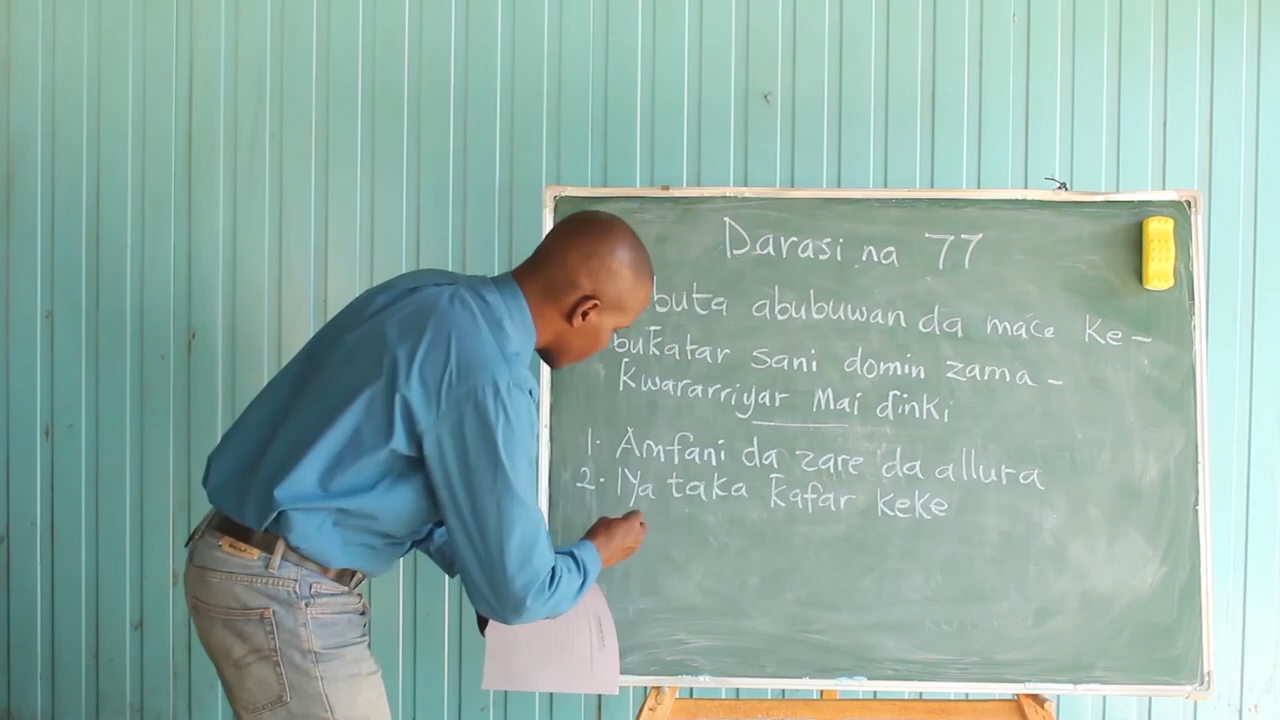 Darasi na 77
buta abubuwan da mace ke-
bukatar sani domin zama-
Kwararriyar Mai dinki
1. Amfani da zare da allura
2. Iya taka kafar keke